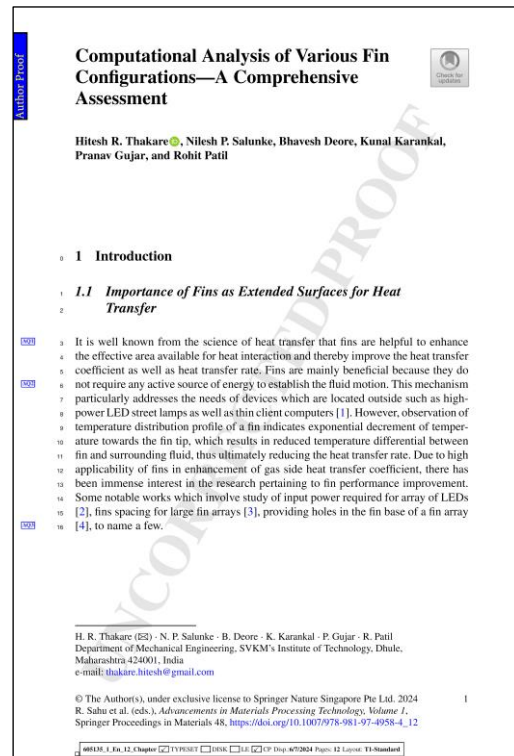 Author Proof
Computational Analysis of Various Fin
Configurations—A Comprehensive
Assessment
Check for
updates
Hitesh R. Thakare, Nilesh P. Salunke, Bhavesh Deore, Kunal Karankal,
Pranav Gujar, and Rohit Patil
UNCORRECTED PROOF
0 1 Introduction
1 1.1 Importance of Fins as Extended Surfaces for Heat
2 Transfer
AQ1 3 It is well known from the science of heat transfer that fins are helpful to enhance
4 the effective area available for heat interaction and thereby improve the heat transfer
5 coefficient as well as heat transfer rate. Fins are mainly beneficial because they do
AQ2 6 not require any active source of energy to establish the fluid motion. This mechanism
7 particularly addresses the needs of devices which are located outside such as high-
8 power LED street lamps as well as thin client computers [1]. However, observation of
9 temperature distribution profile of a fin indicates exponential decrement of temper-
10 ature towards the fin tip, which results in reduced temperature differential between
11 fin and surrounding fluid, thus ultimately reducing the heat transfer rate. Due to high
12 applicability of fins in enhancement of gas side heat transfer coefficient, there has
13 been immense interest in the research pertaining to fin performance improvement.
14 Some notable works which involve study of input power required for array of LEDs
15 [2], fins spacing for large fin arrays [3], providing holes in the fin base of a fin array
AQ3 16 [4], to name a few.
H. R. Thakare (✉) · N. P. Salunke · B. Deore · K. Karankal · P. Gujar · R. Patil
Department of Mechanical Engineering, SVKM's Institute of Technology, Dhule,
Maharashtra 424001, India
e-mail: thakare.hitesh@gmail.com
© The Author(s), under exclusive license to Springer Nature Singapore Pte Ltd. 2024 1
R. Sahu et al. (eds.), Advancements in Materials Processing Technology, Volume 1,
Springer Proceedings in Materials 48, https://doi.org/10.1007/978-981-97-4958-4_12
605135_1_En_12_Chapter ☑ TYPESET ☐ DISK ☐ LE ☑ CP Disp.:6/7/2024 Pages: 12 Layout: T1-Standard